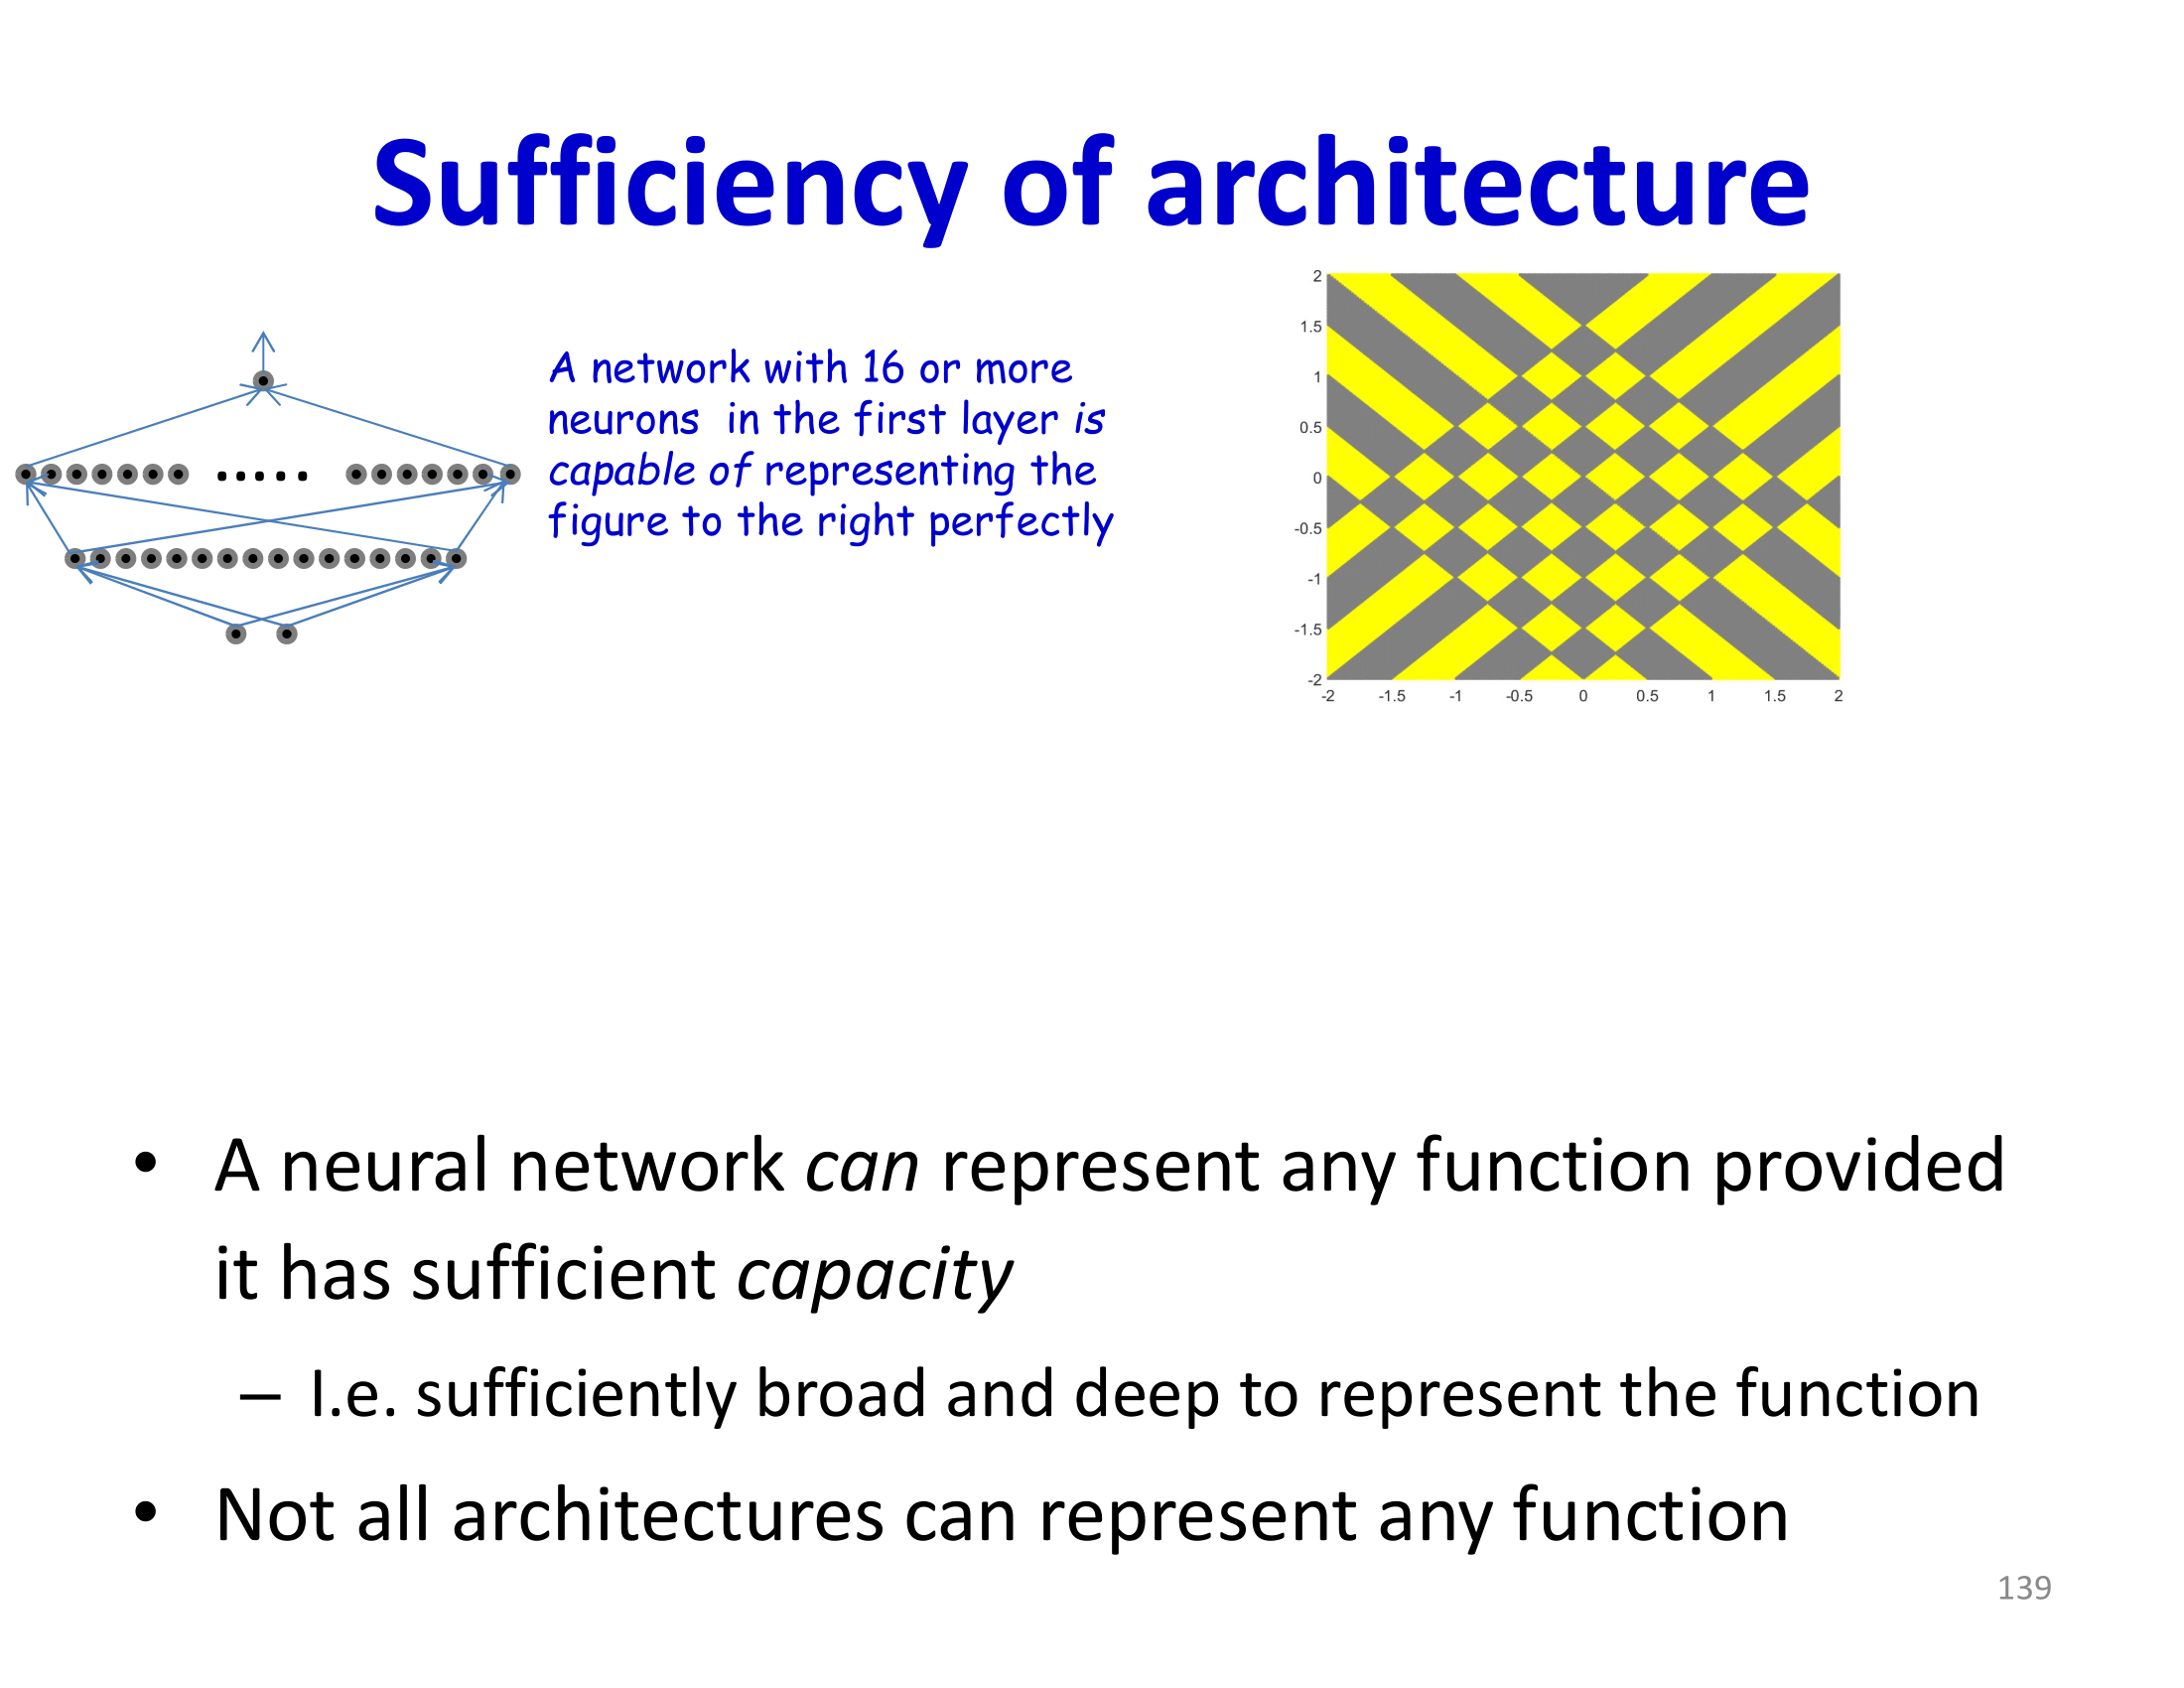 Sufficiency of architecture
A network with 16 or more
neurons in the first layer is
capable of representing the
figure to the right perfectly
2
1.5
1
0.5
0
-0.5
-1
-1.5
-2
-2 -1.5 -1 -0.5 0 0.5 1 1.5 2
• A neural network can represent any function provided
it has sufficient capacity
– I.e. sufficiently broad and deep to represent the function
• Not all architectures can represent any function
139